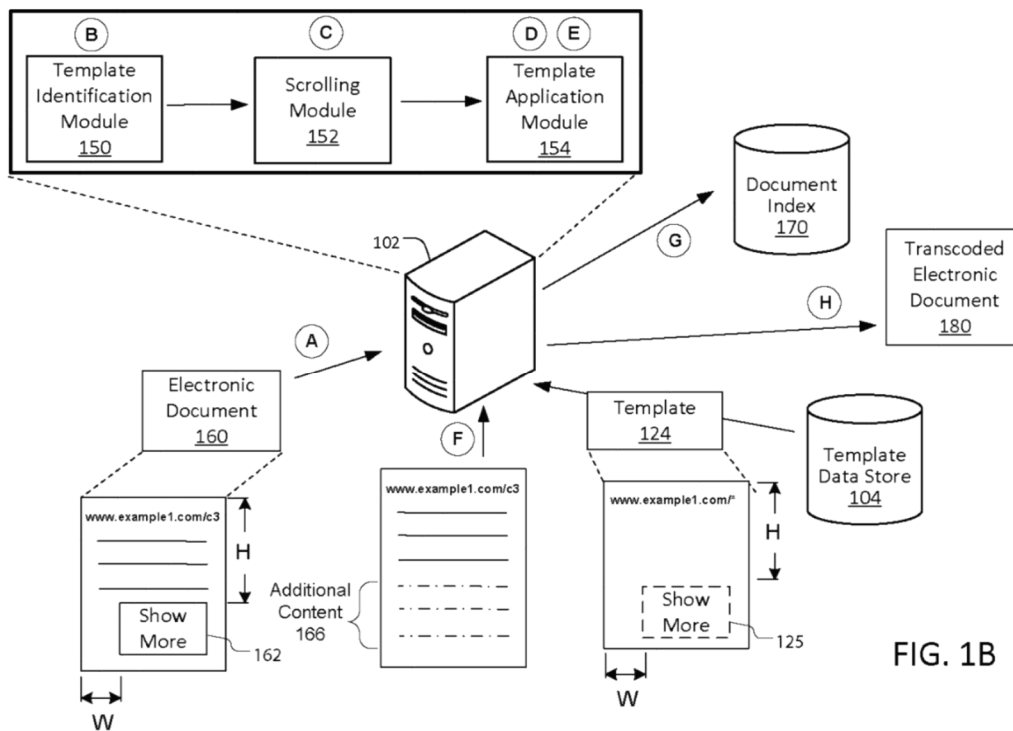 B
C
D E
Template
Identification
Module
150
Scrolling
Module
152
Template
Application
Module
154
Document
Index
170
G
102
Transcoded
Electronic
Document
180
H
A
Electronic
Document
160
Template
124
F
Template
Data Store
104
www.example1.com/c3
H
Show
More
162
W
www.example1.com/c3
Additional
Content
166
www.example1.com/*
H
Show
More
125
W
FIG. 1B